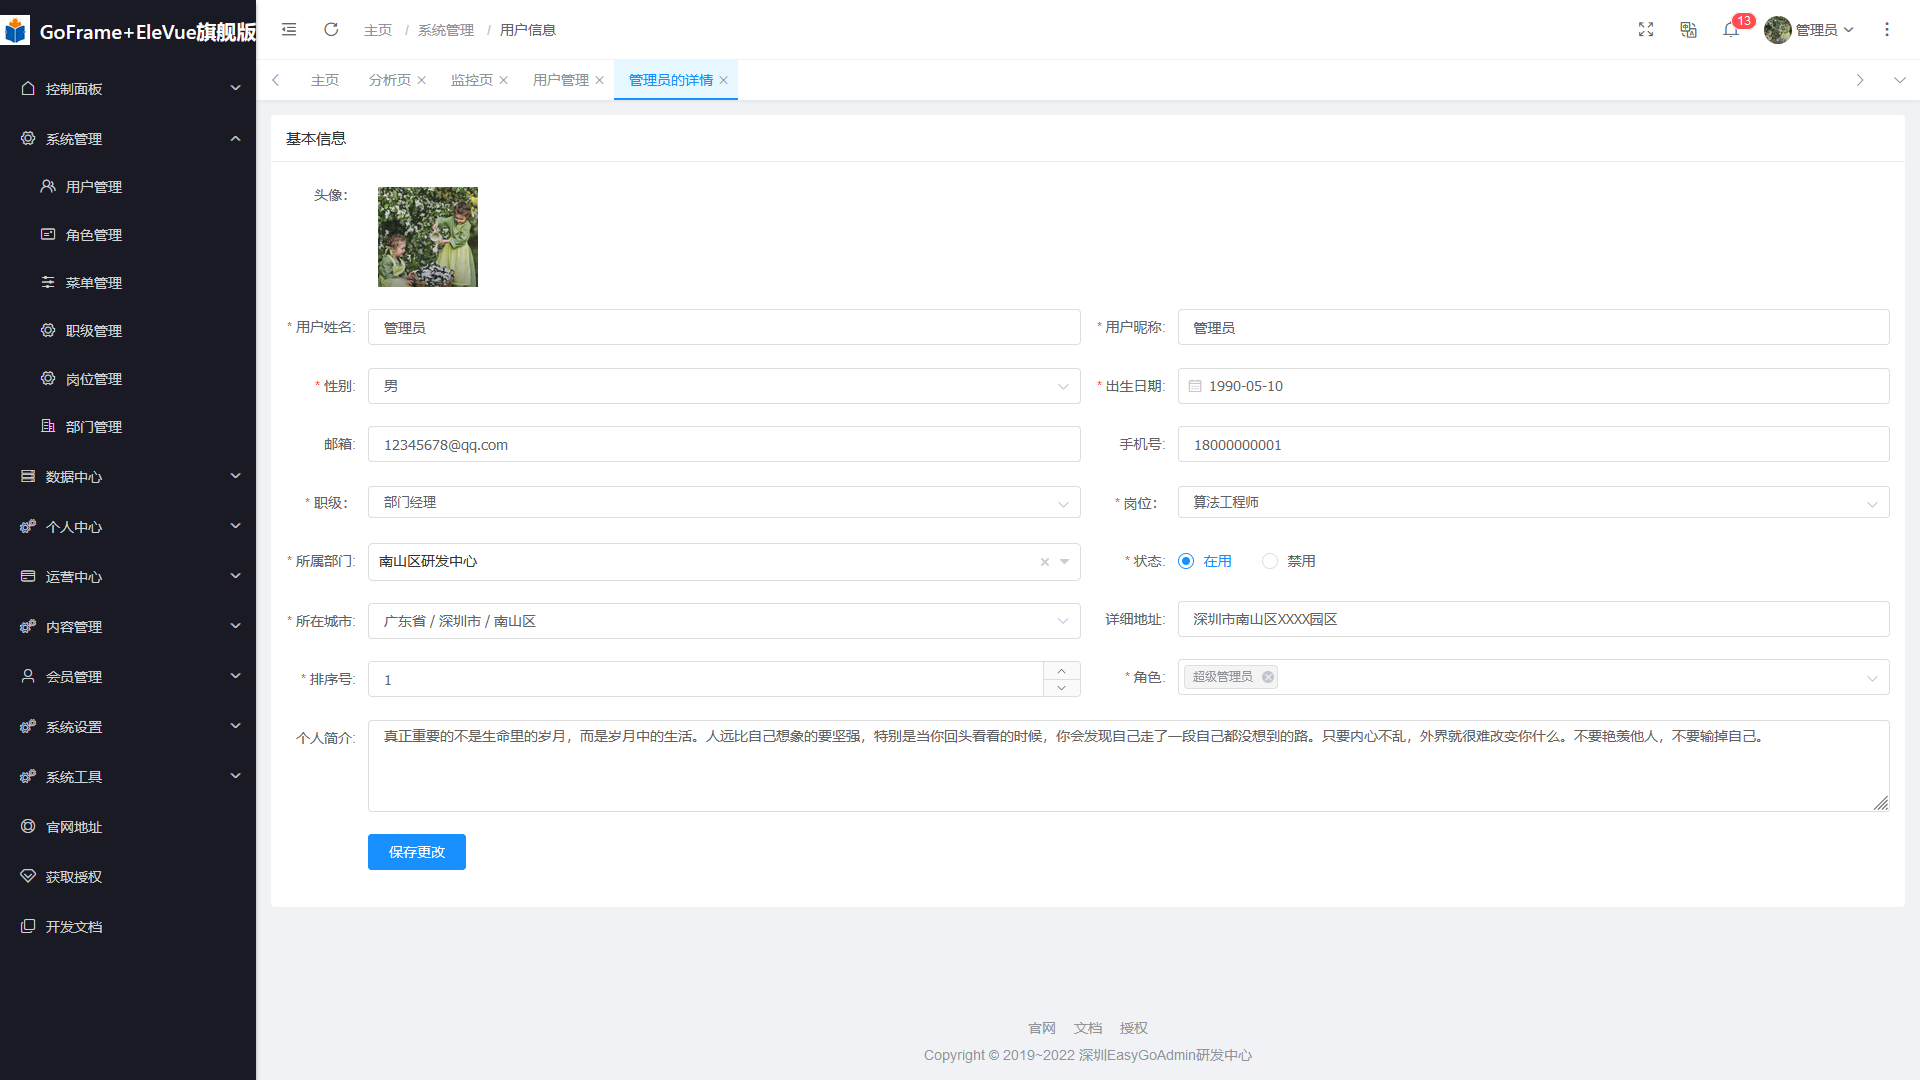 GoFrame+EleVue旗舰版
主页 / 系统管理 / 用户信息
13
管理员
控制面板
系统管理
用户管理
角色管理
菜单管理
职级管理
岗位管理
部门管理
数据中心
个人中心
运营中心
内容管理
会员管理
系统设置
系统工具
官网地址
获取授权
开发文档
主页 分析页 监控页 用户管理 管理员的详情
基本信息
头像：
* 用户姓名: 管理员
* 用户昵称: 管理员
* 性别: 男
* 出生日期: 1990-05-10
邮箱: 12345678@qq.com
手机号: 18000000001
* 职级： 部门经理
* 岗位： 算法工程师
* 所属部门: 南山区研发中心
* 状态: 在用 禁用
* 所在城市: 广东省 / 深圳市 / 南山区
详细地址: 深圳市南山区XXXX园区
* 排序号: 1
* 角色: 超级管理员
个人简介: 真正重要的不是生命里的岁月，而是岁月中的生活。人远比自己想象的要坚强，特别是当你回头看看的时候，你会发现自己走了一段自己都没想到的路。只要内心不乱，外界就很难改变你什么。不要艳羡他人，不要输掉自己。
保存更改
官网 文档 授权
Copyright © 2019~2022 深圳EasyGoAdmin研发中心